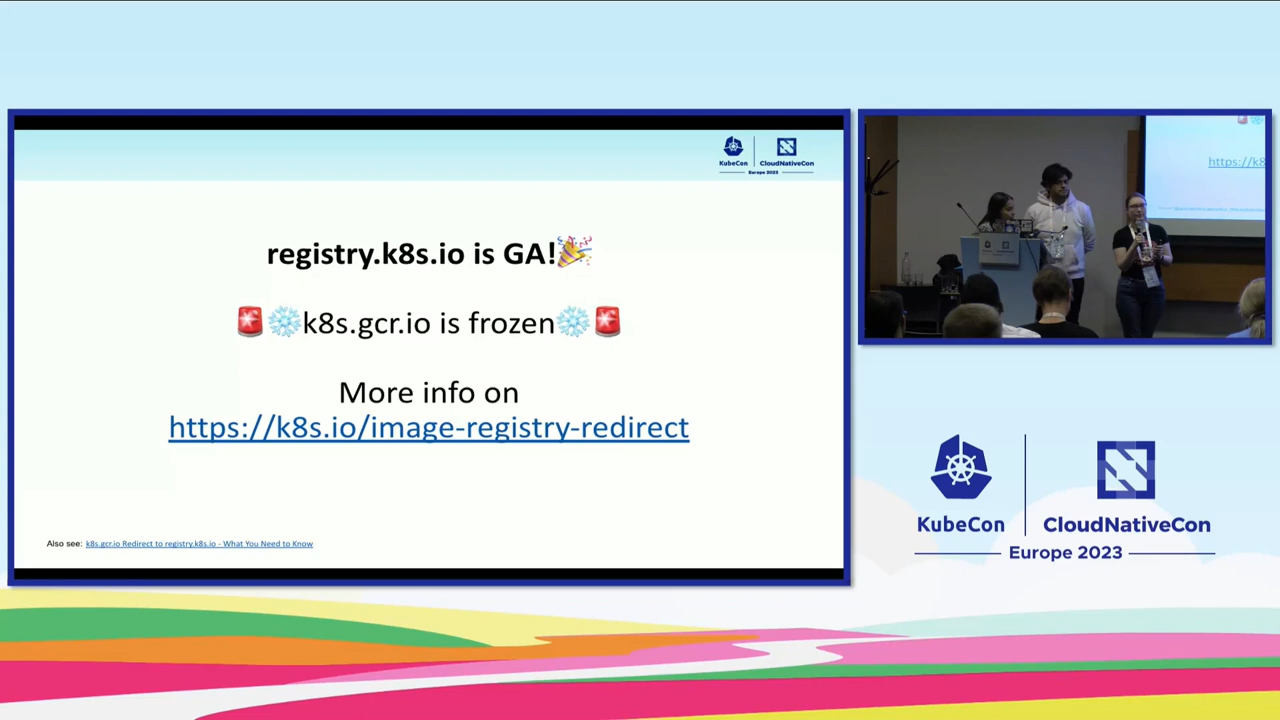 KubeCon
CloudNativeCon
Europe 2023
registry.k8s.io is GA!🎉
🚨❄️k8s.gcr.io is frozen❄️🚨
More info on
https://k8s.io/image-registry-redirect
Also see: k8s.gcr.io Redirect to registry.k8s.io - What You Need to Know
https://k8s
KubeCon
CloudNativeCon
Europe 2023